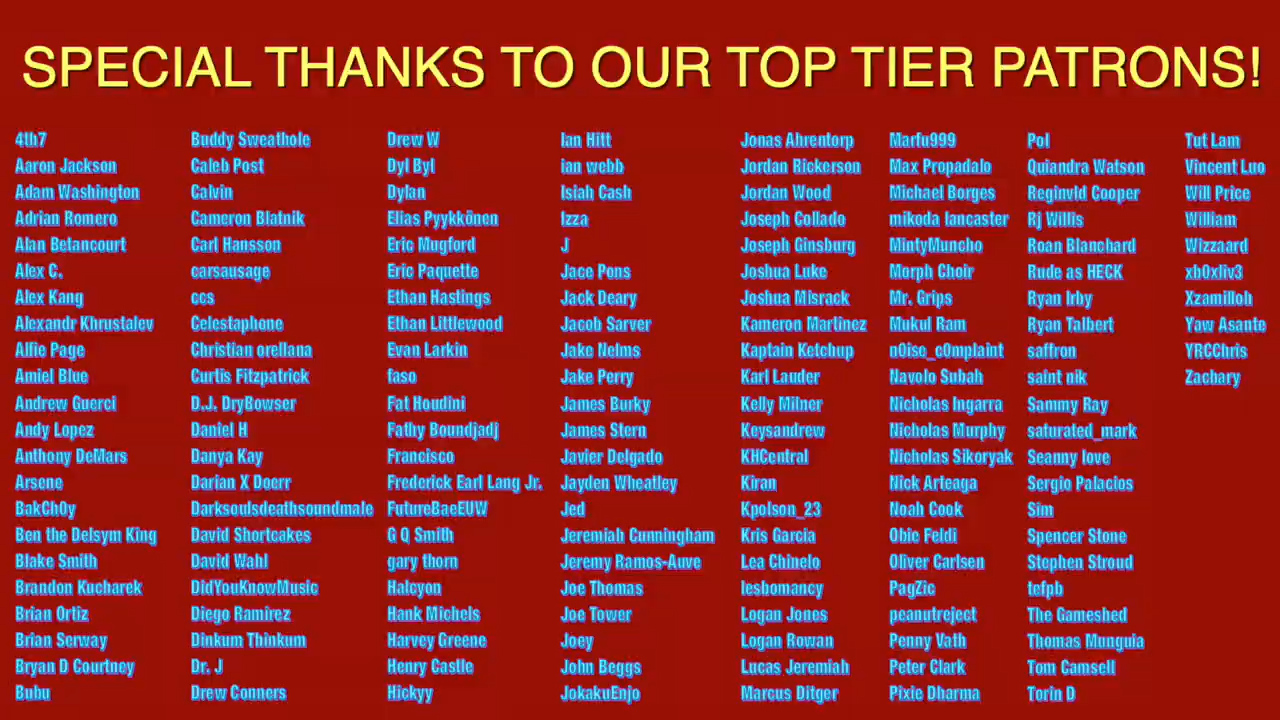 SPECIAL THANKS TO OUR TOP TIER PATRONS!
4th7
Aaron Jackson
Adam Washington
Adrian Romero
Alan Betancourt
Alex C.
Alex Kang
Alexandr Khrustalev
Alfie Page
Amiel Blue
Andrew Guerci
Andy Lopez
Anthony DeMars
Arsene
BakCh0y
Ben the Delsym King
Blake Smith
Brandon Kucharek
Brian Ortiz
Brian Serway
Bryan D Courtney
Bubu
Buddy Sweathole
Caleb Post
Calvin
Cameron Blatnik
Carl Hansson
carsausage
ccs
Celestaphone
Christian orellana
Curtis Fitzpatrick
D.J. DryBowser
Daniel H
Danya Kay
Darian X Doerr
Darksoulsdeathsoundmale
David Shortcakes
David Wahl
DidYouKnowMusic
Diego Ramirez
Dinkum Thinkum
Dr. J
Drew Conners
Drew W
Dyl Byl
Dylan
Elias Pyykkönen
Eric Mugford
Eric Paquette
Ethan Hastings
Ethan Littlewood
Evan Larkin
faso
Fat Houdini
Fathy Boundjadj
Francisco
Frederick Earl Lang Jr.
FutureBaeEUW
G Q Smith
gary thorn
Halcyon
Hank Michels
Harvey Greene
Henry Castle
Hickyy
Ian Hitt
ian webb
Isiah Cash
Izza
J
Jace Pons
Jack Deary
Jacob Sarver
Jake Nelms
Jake Perry
James Burky
James Stern
Javier Delgado
Jayden Wheatley
Jed
Jeremiah Cunningham
Jeremy Ramos-Auve
Joe Thomas
Joe Tower
Joey
John Beggs
JokakuEnjo
Jonas Ahrentorp
Jordan Rickerson
Jordan Wood
Joseph Collado
Joseph Ginsburg
Joshua Luke
Joshua Misrack
Kameron Martinez
Kaptain Ketchup
Karl Lauder
Kelly Milner
Keysandrew
KHCentral
Kiran
Kpolson_23
Kris Garcia
Lea Chinelo
lesbomancy
Logan Jones
Logan Rowan
Lucas Jeremiah
Marcus Ditger
Marfu999
Max Propadalo
Michael Borges
mikoda lancaster
MintyMuncho
Morph Choir
Mr. Grips
Mukul Ram
n0ise_c0mplaint
Navolo Subah
Nicholas Ingarra
Nicholas Murphy
Nicholas Sikoryak
Nick Arteaga
Noah Cook
Obie Feldi
Oliver Carlsen
PagZic
peanutreject
Penny Vath
Peter Clark
Pixie Dharma
Pol
Quiandra Watson
Reginvld Cooper
Rj Willis
Roan Blanchard
Rude as HECK
Ryan Irby
Ryan Talbert
saffron
saint nik
Sammy Ray
saturated_mark
Seanny love
Sergio Palacios
Sim
Spencer Stone
Stephen Stroud
tefpb
The Gameshed
Thomas Munguia
Tom Camsell
Torin D
Tut Lam
Vincent Luo
Will Price
William
Wizzaard
xb0xliv3
Xzamilloh
Yaw Asante
YRCChris
Zachary